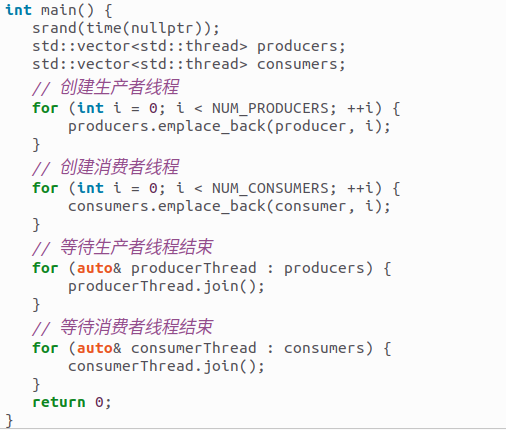 int main() {
    srand(time(nullptr));
    std::vector<std::thread> producers;
    std::vector<std::thread> consumers;
    // 创建生产者线程
    for (int i = 0; i < NUM_PRODUCERS; ++i) {
        producers.emplace_back(producer, i);
    }
    // 创建消费者线程
    for (int i = 0; i < NUM_CONSUMERS; ++i) {
        consumers.emplace_back(consumer, i);
    }
    // 等待生产者线程结束
    for (auto& producerThread : producers) {
        producerThread.join();
    }
    // 等待消费者线程结束
    for (auto& consumerThread : consumers) {
        consumerThread.join();
    }
    return 0;
}